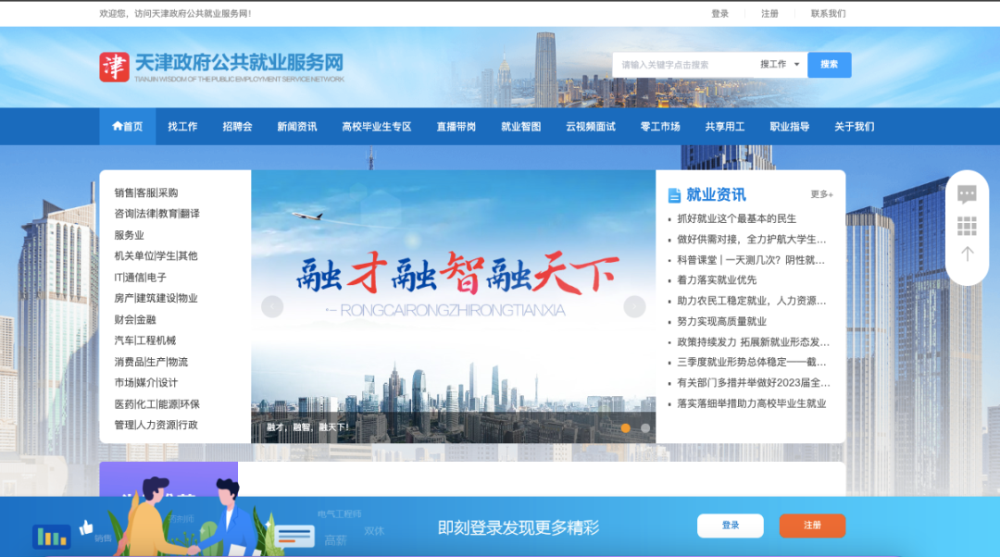 欢迎您，访问天津政府公共就业服务网！
登录
注册
联系我们
津
天津政府公共就业服务网
TIANJIN WISDOM OF THE PUBLIC EMPLOYMENT SERVICE NETWORK
请输入关键字点击搜索
搜工作
搜索
首页
找工作
招聘会
新闻资讯
高校毕业生专区
直播带岗
就业智图
云视频面试
零工市场
共享用工
职业指导
关于我们
销售|客服|采购
咨询|法律|教育|翻译
服务业
机关单位|学生|其他
IT|通信|电子
房产|建筑建设|物业
财会|金融
汽车|工程机械
消费品|生产|物流
市场|媒介|设计
医药|化工|能源|环保
管理|人力资源|行政
融才融智融天下
RONGCAIRONGZHIRONGTIANXIA
融才，融智，融天下！
就业资讯
更多+
抓好就业这个最基本的民生
做好供需对接，全力护航大学生...
科普课堂 | 一天测几次？阴性就...
着力落实就业优先
助力农民工稳定就业，人力资源...
努力实现高质量就业
政策持续发力 拓展新就业形态发...
三季度就业形势总体稳定——截...
有关部门多措并举做好2023届全...
落实落细举措助力高校毕业生就业
药剂师
销售
电气工程师
双休
高薪
即刻登录发现更多精彩
登录
注册